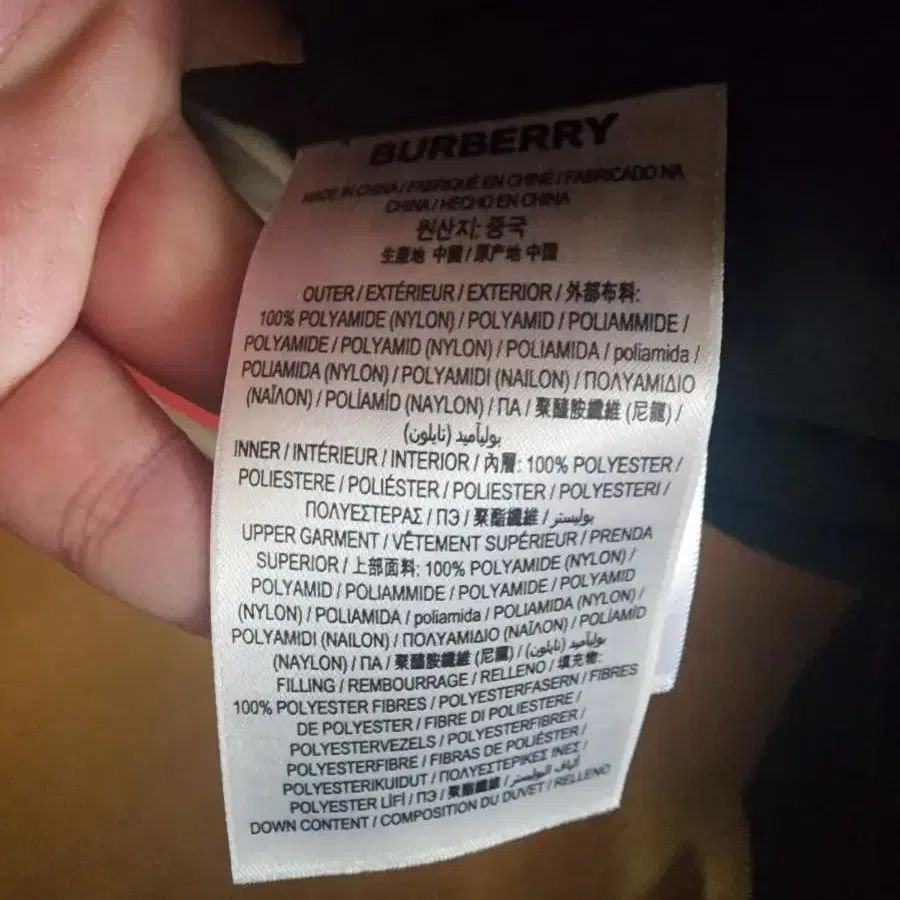 BURBERRY
MADE IN CHINA / FABRIQUÉ EN CHINE / FABRICADO NA
CHINA / HECHO EN CHINA
원산지: 중국
生產地 中國 / 原产地 中国
OUTER / EXTÉRIEUR / EXTERIOR / 外部布料:
100% POLYAMIDE (NYLON) / POLYAMID / POLIAMMIDE /
POLYAMIDE / POLYAMID (NYLON) / POLIAMIDA / poliamida /
POLIAMIDA (NYLON) / POLYAMIDI (NAILON) / ΠΟΛΥΑΜΙΔΙΟ
(ΝΑΪΛΟΝ) / POLİAMİD (NAYLON) / ПА / 聚醯胺纖維 (尼龍) /
بوليأميد (نايلون)
INNER / INTÉRIEUR / INTERIOR / 內層: 100% POLYESTER /
POLIESTERE / POLIÉSTER / POLIESTER / POLYESTERI /
ΠΟΛΥΕΣΤΕΡΑΣ / ПЭ / 聚酯纖維 / بوليستر
UPPER GARMENT / VÊTEMENT SUPÉRIEUR / PRENDA
SUPERIOR / 上部面料: 100% POLYAMIDE (NYLON) /
POLYAMID / POLIAMMIDE / POLYAMIDE / POLYAMID
(NYLON) / POLIAMIDA / poliamida / POLIAMIDA (NYLON) /
POLYAMIDI (NAILON) / ΠΟΛΥΑΜΙΔΙΟ (ΝΑΪΛΟΝ) / POLİAMİD
(NAYLON) / ПА / 聚醯胺纖維 (尼龍) / بوليأميد (نايلون)
FILLING / REMBOURRAGE / RELLENO / 填充物:
100% POLYESTER FIBRES / POLYESTERFASERN / FIBRES
DE POLYESTER / FIBRE DI POLIESTERE /
POLYESTERVEZELS / POLYESTERFIBRER /
POLYESTERFIBRE / FIBRAS DE POLIÉSTER /
POLYESTERIKUIDUT / ΠΟΛΥΕΣΤΕΡΙΚΕΣ ΙΝΕΣ /
POLYESTER LİFİ / ПЭ / 聚酯纖維 / ألياف البوليستر
DOWN CONTENT / COMPOSITION DU DUVET / RELLENO